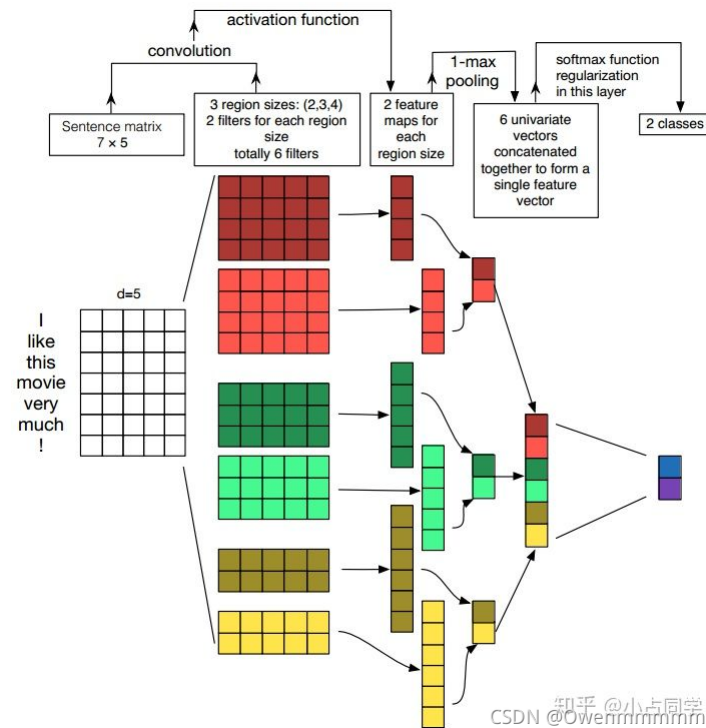 activation function
convolution
1-max
pooling
softmax function
regularization
in this layer
Sentence matrix
7 × 5
3 region sizes: (2,3,4)
2 filters for each region
size
totally 6 filters
2 feature
maps for
each
region size
6 univariate
vectors
concatenated
together to form a
single feature
vector
2 classes
d=5
I
like
this
movie
very
much
!
知乎 @小占同学
CSDN @Owenmmmmm